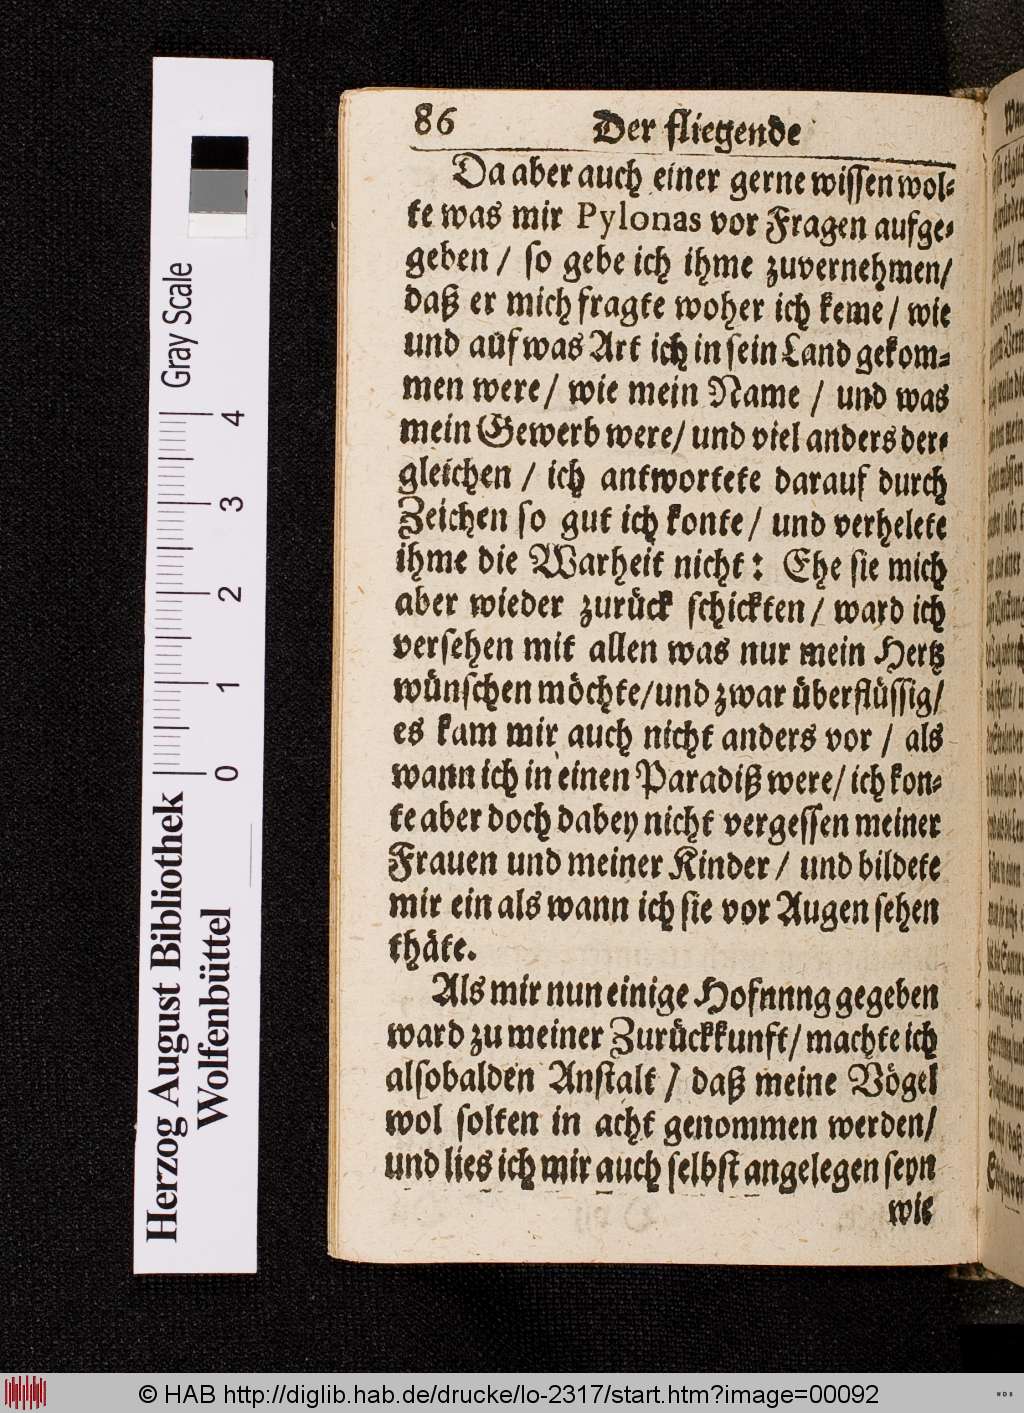 86 Der fliegende
Da aber auch einer gerne wissen wol-
te was mir Pylonas vor Fragen aufge-
geben / so gebe ich ihme zuvernehmen/
daß er mich fragte woher ich keme / wie
und auf was Art ich in sein Land gekom-
men were / wie mein Name / und was
mein Gewerb were/ und viel anders der-
gleichen / ich antwortete darauf durch
Zeichen so gut ich konte / und verhelete
ihme die Warheit nicht: Ehe sie mich
aber wieder zurück schickten / ward ich
versehen mit allen was nur mein Hertz
wünschen möchte/und zwar überflüssig/
es kam mir auch nicht anders vor / als
wann ich in einen Paradiß were/ ich kon-
te aber doch dabey nicht vergessen meiner
Frauen und meiner Kinder / und bildete
mir ein als wann ich sie vor Augen sehen
thäte.
Als mir nun einige Hofnnng gegeben
ward zu meiner Zurückkunft/ machte ich
alsobalden Anstalt / daß meine Vögel
wol solten in acht genommen werden/
und lies ich mir auch selbst angelegen seyn
wie
Herzog August Bibliothek
Wolfenbüttel
0 1 2 3 4
Gray Scale
© HAB http://diglib.hab.de/drucke/lo-2317/start.htm?image=00092